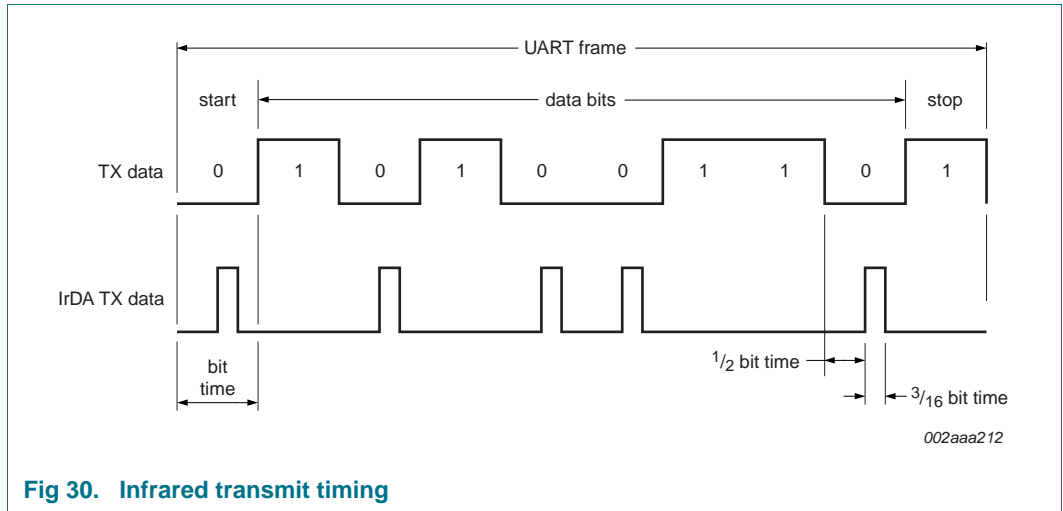 UART frame
start data bits stop
TX data 0 1 0 1 0 0 1 1 0 1
IrDA TX data
bit
time
1/2 bit time
3/16 bit time
002aaa212
Fig 30. Infrared transmit timing